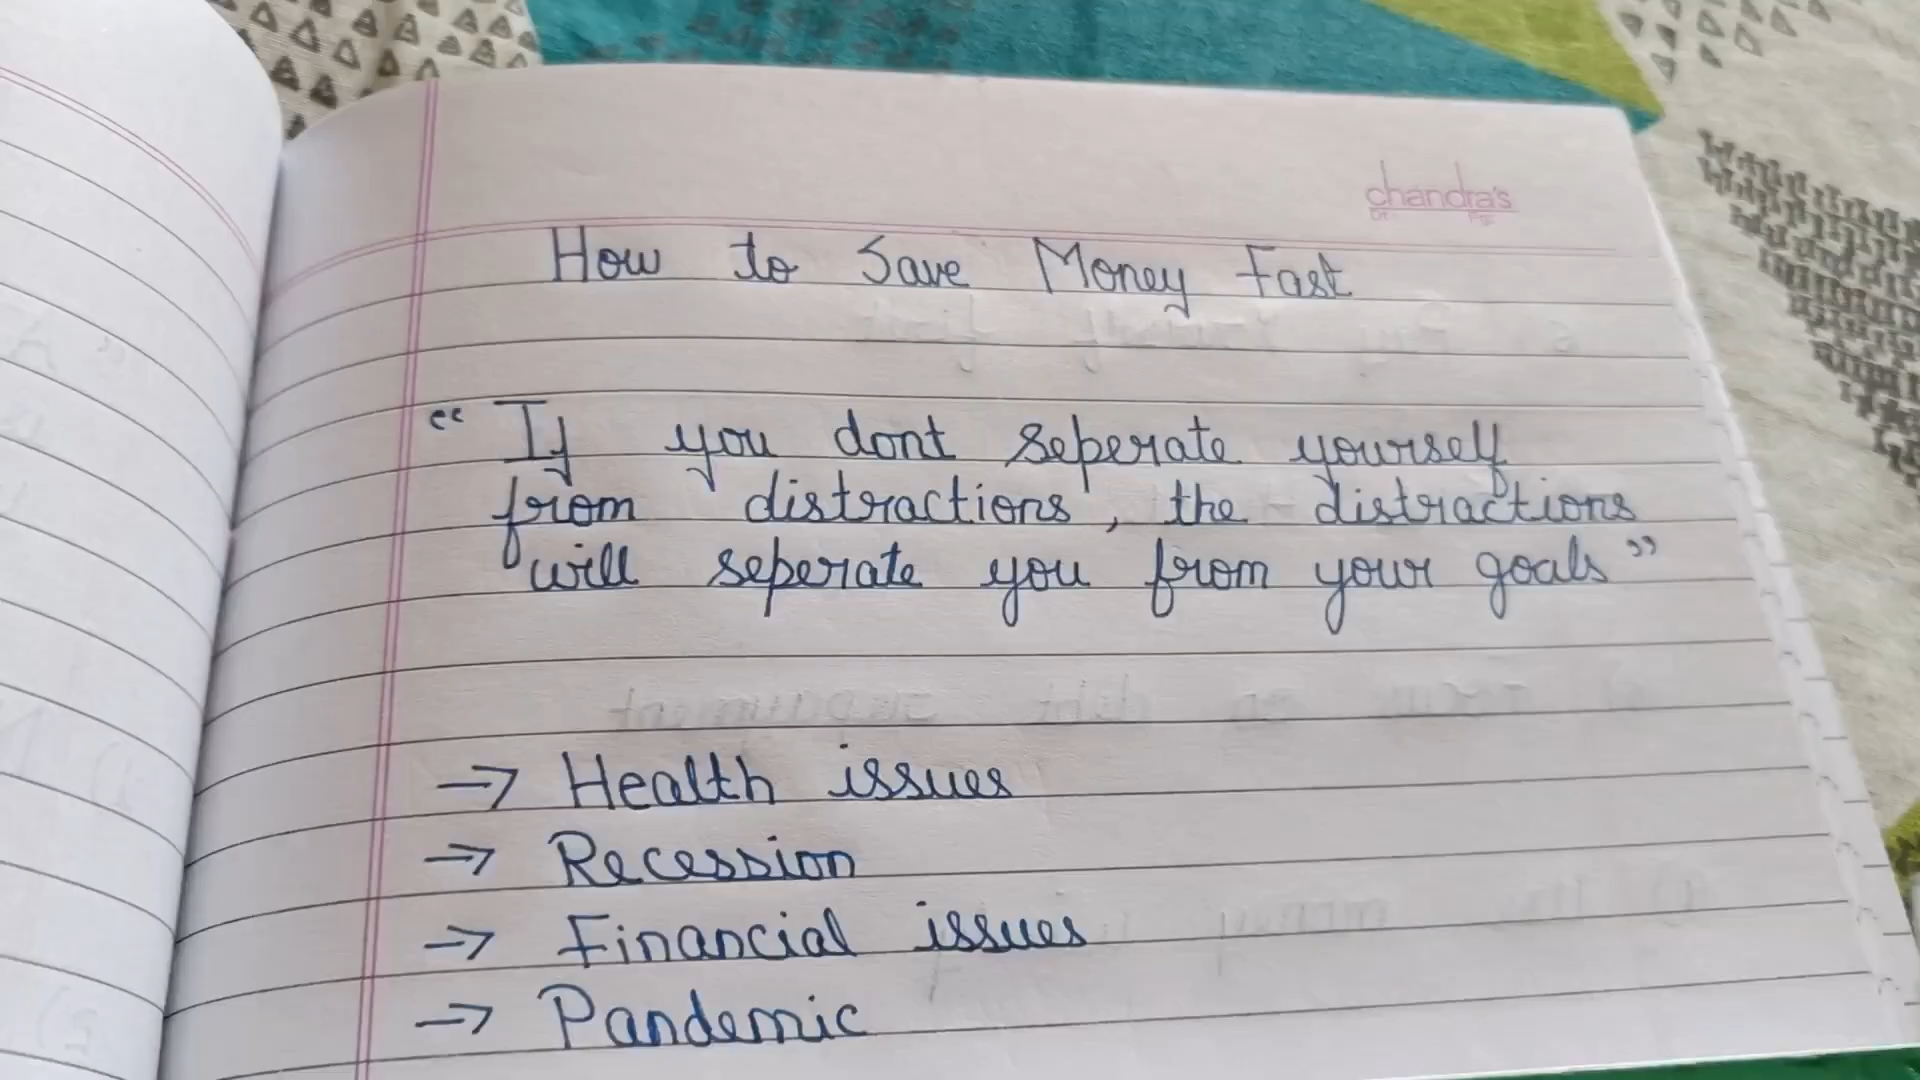 chandra's
How to Save Money Fast
“ If you dont seperate yourself
from distractions, the distractions
will seperate you from your goals ”
→ Health issues
→ Recession
→ Financial issues
→ Pandemic